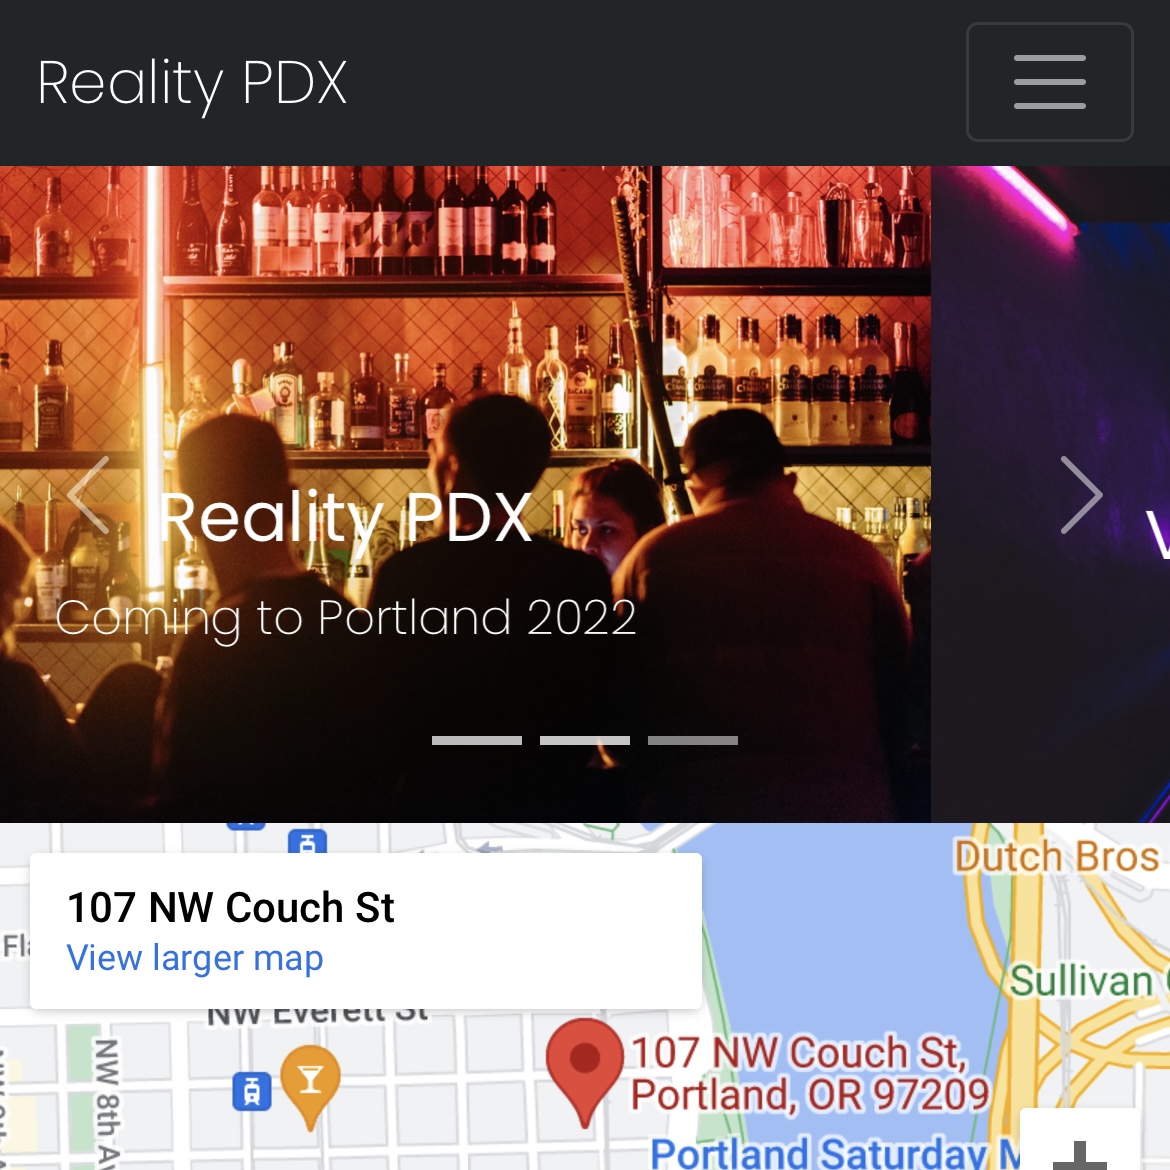 Reality PDX
Reality PDX
Coming to Portland 2022
107 NW Couch St
View larger map
Dutch Bros
Sullivan
NW Everett St
NW 8th Av
107 NW Couch St,
Portland, OR 97209
Portland Saturday M